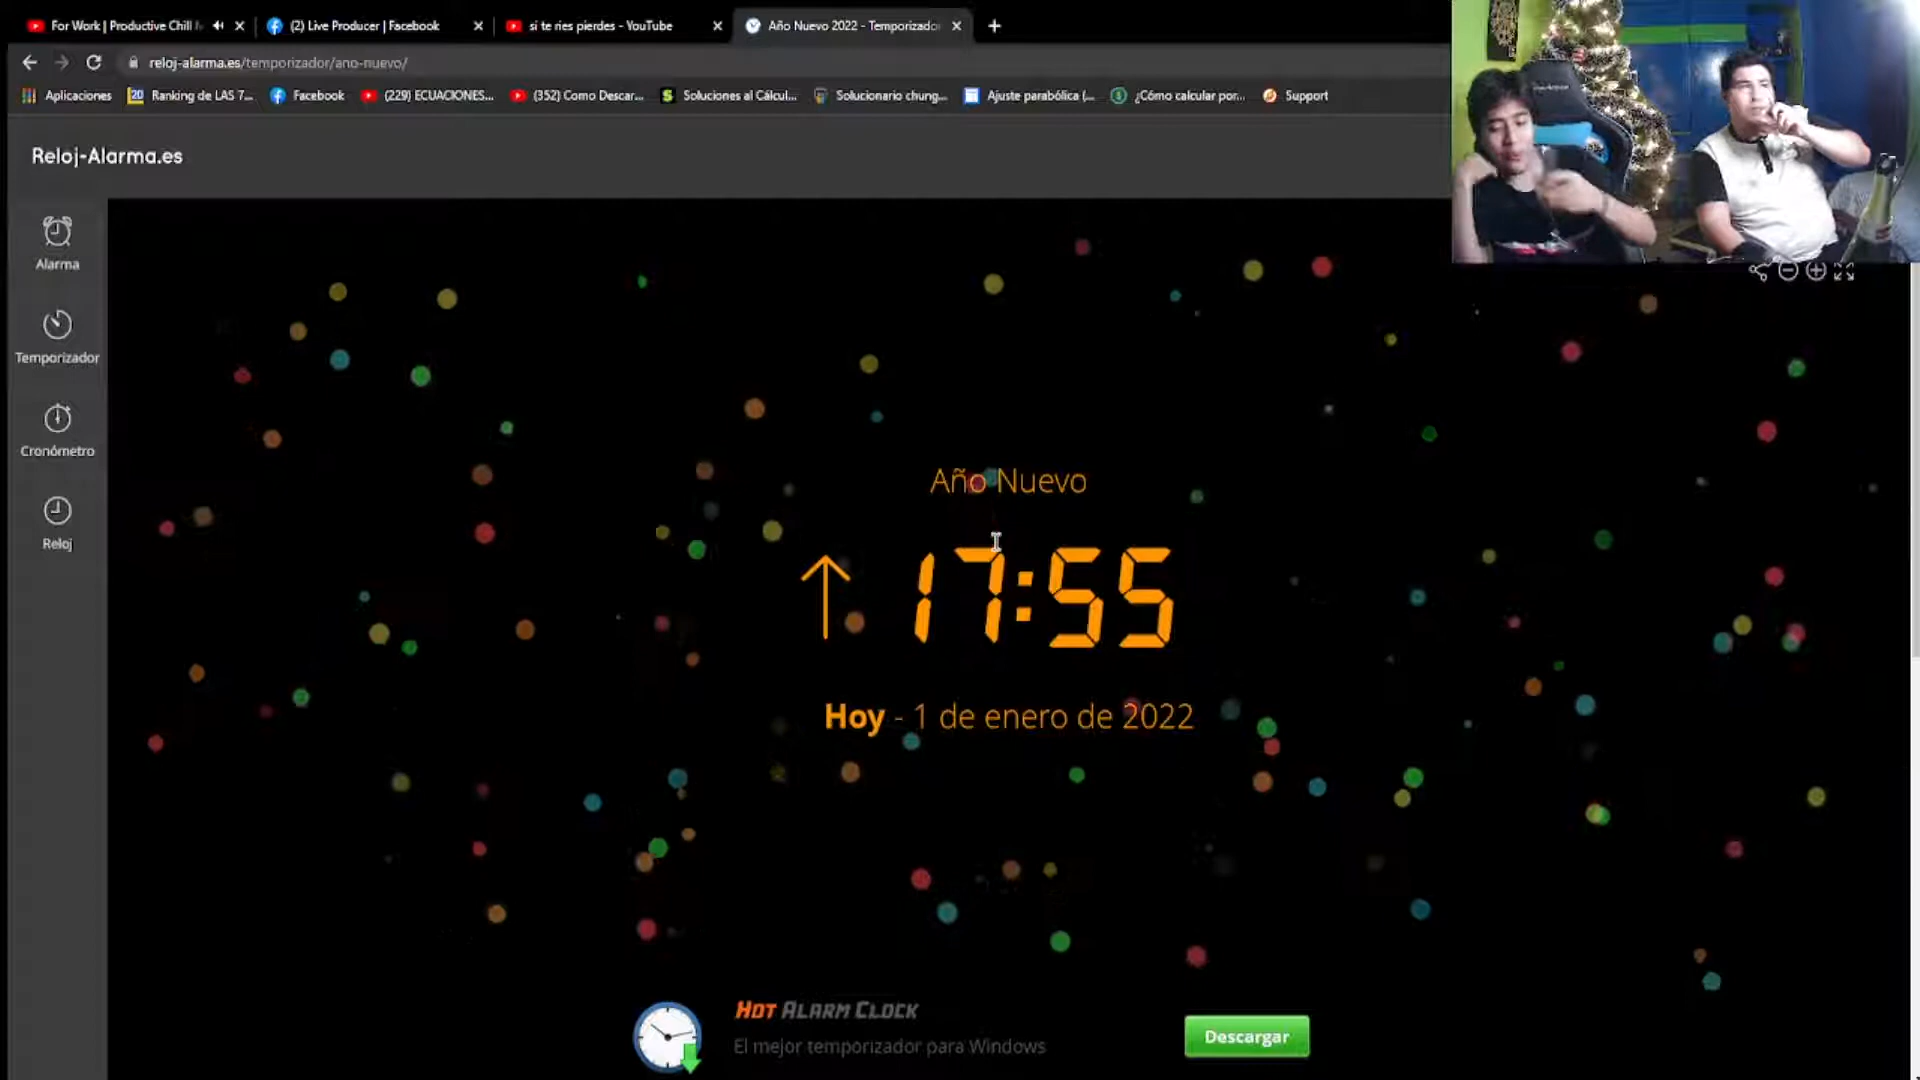 For Work | Productive Chill
(2) Live Producer | Facebook
si te ries pierdes - YouTube
Año Nuevo 2022 - Temporizado
reloj-alarma.es/temporizador/ano-nuevo/
Aplicaciones
Ranking de LAS 7...
Facebook
(229) ECUACIONES...
(352) Como Descar...
Soluciones al Cálcul...
Solucionario chung...
Ajuste parabólica (...
¿Cómo calcular por...
Support
Reloj-Alarma.es
Alarma
Temporizador
Cronómetro
Reloj
Año Nuevo
17:55
Hoy - 1 de enero de 2022
HOT ALARM CLOCK
El mejor temporizador para Windows
Descargar